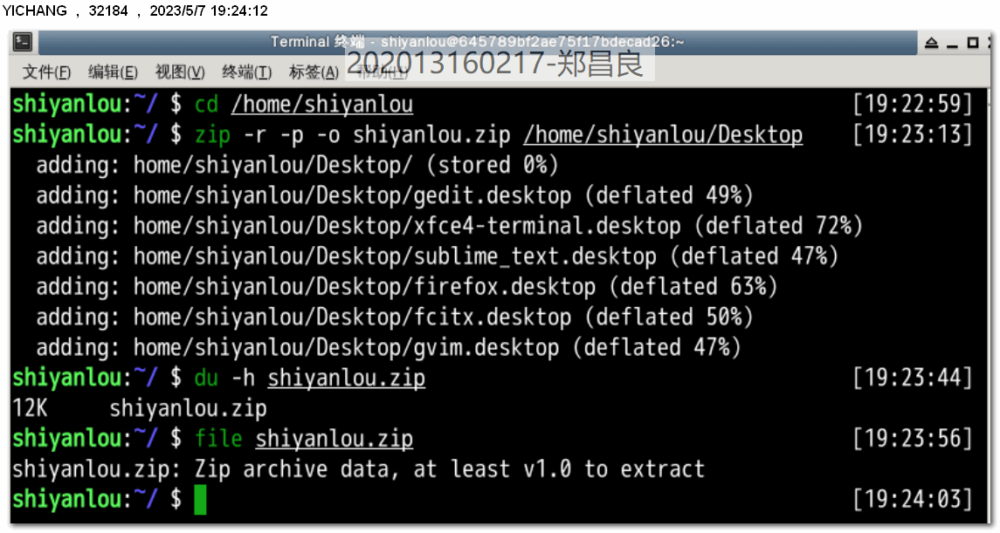 YICHANG , 32184 , 2023/5/7 19:24:12
Terminal 终端 - shiyanlou@645789bf2ae75f17bdecad26:~
202013160217-郑昌良
文件(F) 编辑(E) 视图(V) 终端(T) 标签(A) 帮助(H)
shiyanlou:~/ $ cd /home/shiyanlou [19:22:59]
shiyanlou:~/ $ zip -r -p -o shiyanlou.zip /home/shiyanlou/Desktop [19:23:13]
adding: home/shiyanlou/Desktop/ (stored 0%)
adding: home/shiyanlou/Desktop/gedit.desktop (deflated 49%)
adding: home/shiyanlou/Desktop/xfce4-terminal.desktop (deflated 72%)
adding: home/shiyanlou/Desktop/sublime_text.desktop (deflated 47%)
adding: home/shiyanlou/Desktop/firefox.desktop (deflated 63%)
adding: home/shiyanlou/Desktop/fcitx.desktop (deflated 50%)
adding: home/shiyanlou/Desktop/gvim.desktop (deflated 47%)
shiyanlou:~/ $ du -h shiyanlou.zip [19:23:44]
12K shiyanlou.zip
shiyanlou:~/ $ file shiyanlou.zip [19:23:56]
shiyanlou.zip: Zip archive data, at least v1.0 to extract
shiyanlou:~/ $ [19:24:03]